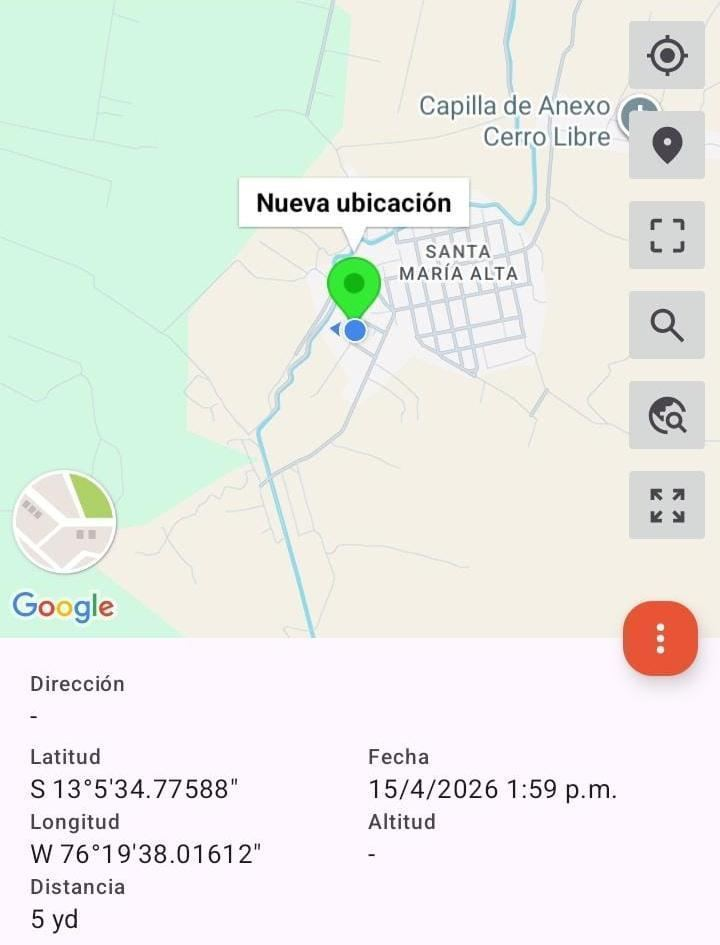 Capilla de Anexo
Cerro Libre
Nueva ubicación
SANTA
MARÍA ALTA
Google
Dirección
-
Latitud
S 13°5'34.77588"
Fecha
15/4/2026 1:59 p.m.
Longitud
W 76°19'38.01612"
Altitud
-
Distancia
5 yd